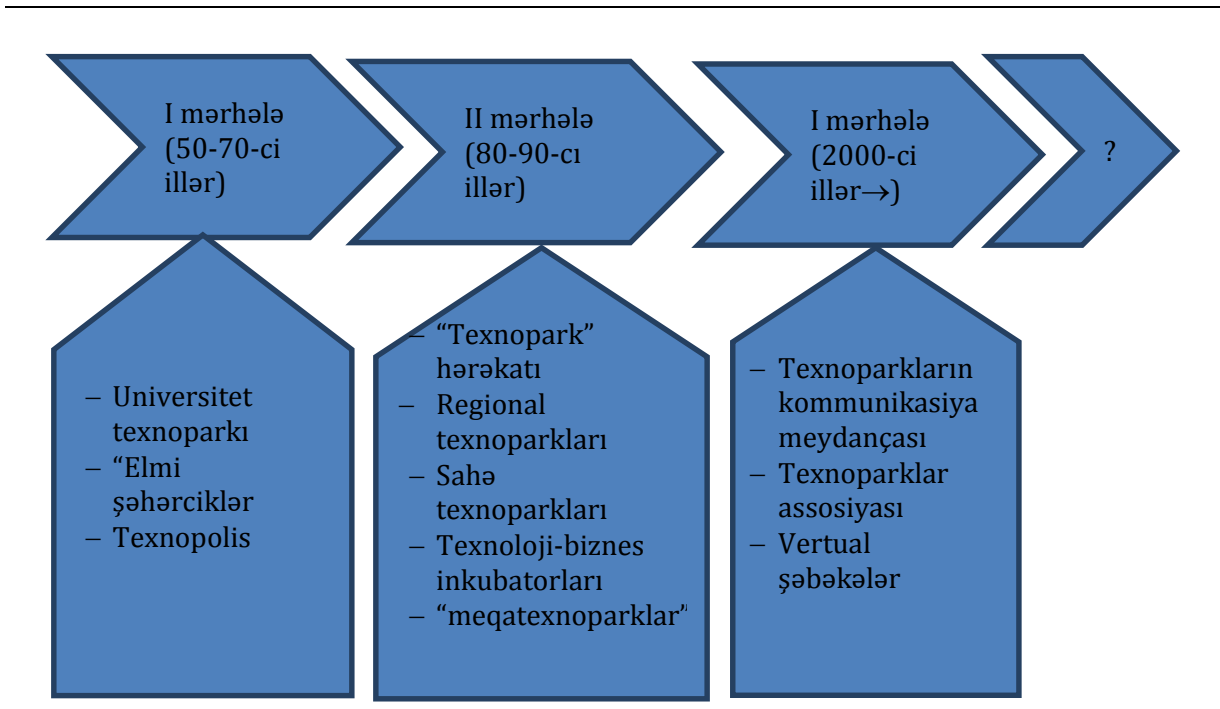 I mərhələ
(50-70-ci
illər)
II mərhələ
(80-90-cı
illər)
I mərhələ
(2000-ci
illər→)
?
– Universitet
texnoparkı
– “Elmi
şəhərciklər
– Texnopolis
– “Texnopark”
hərəkatı
– Regional
texnoparkları
– Sahə
texnoparkları
– Texnoloji-biznes
inkubatorları
– “meqatexnoparklar”
– Texnoparkların
kommunikasiya
meydançası
– Texnoparklar
assosiyası
– Vertual
şəbəkələr